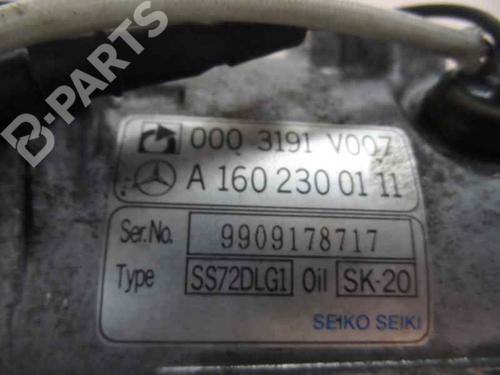 B-PARTS
000 3191 V007
A 160 230 01 11
Ser.No. 9909178717
Type SS72DLG1 Oil SK-20
SEIKO SEIKI